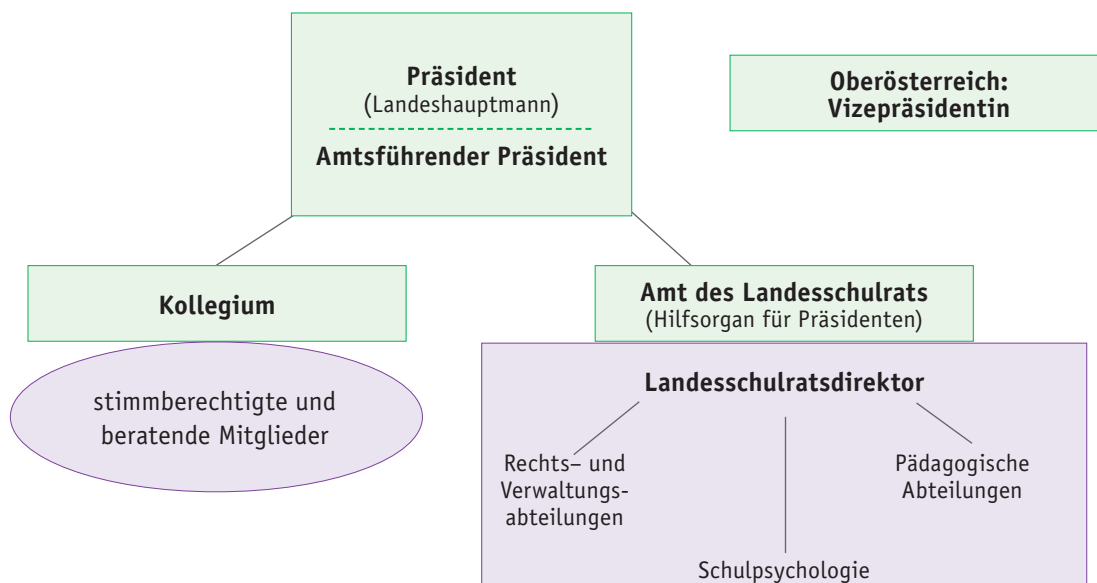 Präsident
(Landeshauptmann)
Amtsführender Präsident
Oberösterreich:
Vizepräsidentin
Kollegium
stimmberechtigte und
beratende Mitglieder
Amt des Landesschulrats
(Hilfsorgan für Präsidenten)
Landesschulratsdirektor
Rechts– und
Verwaltungs-
abteilungen
Schulpsychologie
Pädagogische
Abteilungen